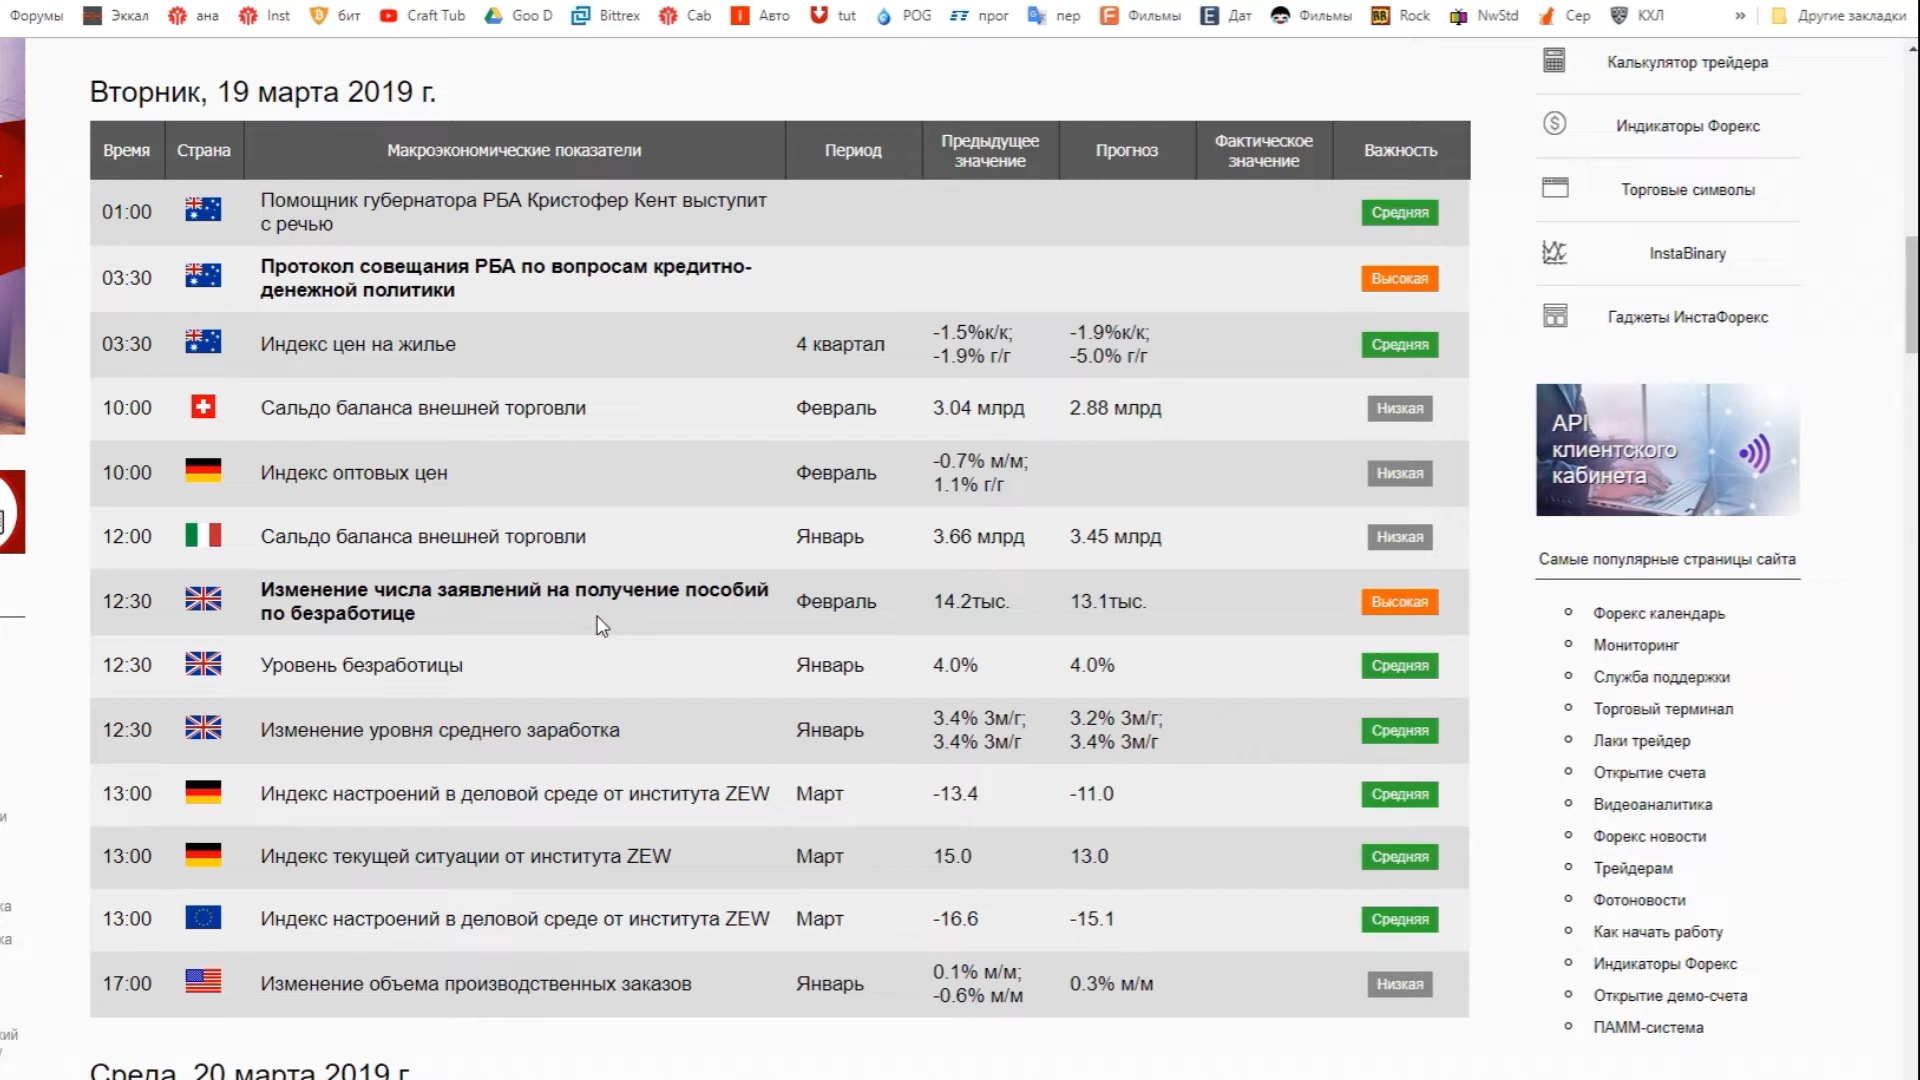 Форумы Эккал ана Inst бит Craft Tub Goo D Bittrex Cab Авто tut POG прог пер Фильмы Дат Фильмы Rock NwStd Сер КХЛ » Другие закладки
Вторник, 19 марта 2019 г.
Время Страна Макроэкономические показатели Период Предыдущее значение Прогноз Фактическое значение Важность
01:00 Помощник губернатора РБА Кристофер Кент выступит
с речью Средняя
03:30 Протокол совещания РБА по вопросам кредитно-
денежной политики Высокая
03:30 Индекс цен на жилье 4 квартал -1.5%к/к; -1.9%к/к;
-1.9% г/г -5.0% г/г Средняя
10:00 Сальдо баланса внешней торговли Февраль 3.04 млрд 2.88 млрд Низкая
10:00 Индекс оптовых цен Февраль -0.7% м/м;
1.1% г/г Низкая
12:00 Сальдо баланса внешней торговли Январь 3.66 млрд 3.45 млрд Низкая
12:30 Изменение числа заявлений на получение пособий
по безработице Февраль 14.2тыс. 13.1тыс. Высокая
12:30 Уровень безработицы Январь 4.0% 4.0% Средняя
12:30 Изменение уровня среднего заработка Январь 3.4% 3м/г; 3.2% 3м/г;
3.4% 3м/г 3.4% 3м/г Средняя
13:00 Индекс настроений в деловой среде от института ZEW Март -13.4 -11.0 Средняя
13:00 Индекс текущей ситуации от института ZEW Март 15.0 13.0 Средняя
13:00 Индекс настроений в деловой среде от института ZEW Март -16.6 -15.1 Средняя
17:00 Изменение объема производственных заказов Январь 0.1% м/м; 0.3% м/м
-0.6% м/м Низкая
Среда, 20 марта 2019 г.
Калькулятор трейдера
Индикаторы Форекс
Торговые символы
InstaBinary
Гаджеты ИнстаФорекс
API
клиентского
кабинета
Самые популярные страницы сайта
Форекс календарь
Мониторинг
Служба поддержки
Торговый терминал
Лаки трейдер
Открытие счета
Видеоаналитика
Форекс новости
Трейдерам
Фотоновости
Как начать работу
Индикаторы Форекс
Открытие демо-счета
ПАММ-система